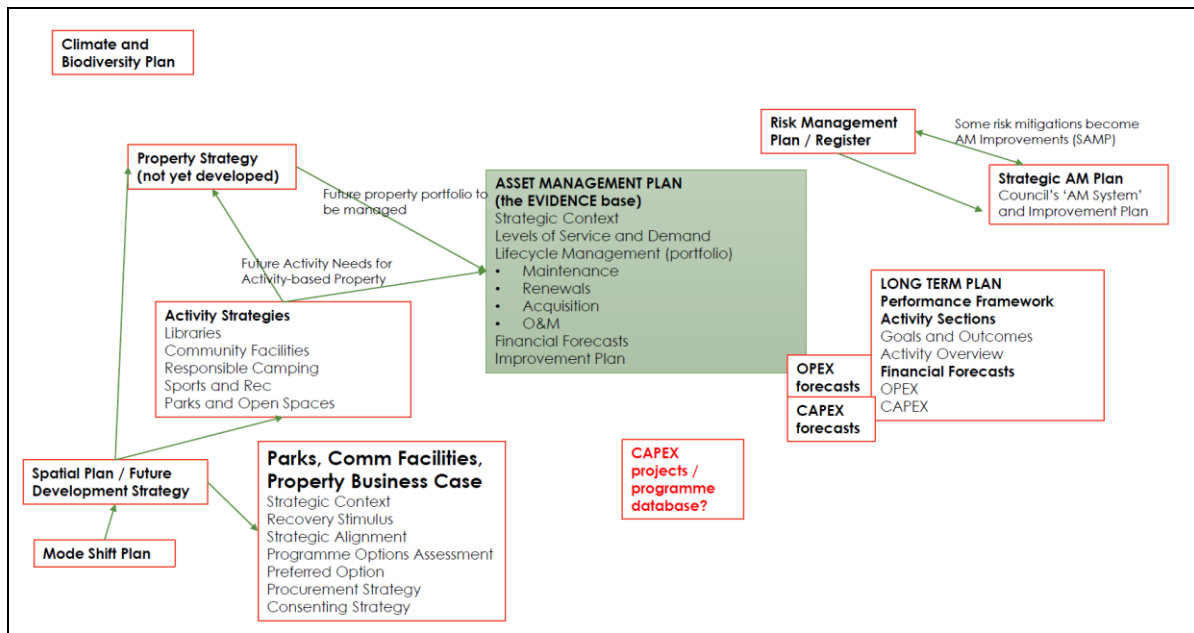 Climate and
Biodiversity Plan
Risk Management
Plan / Register
Some risk mitigations become
AM Improvements (SAMP)
Property Strategy
(not yet developed)
Strategic AM Plan
Council's 'AM System'
and Improvement Plan
Future property portfolio to
be managed
ASSET MANAGEMENT PLAN
(the EVIDENCE base)
Strategic Context
Levels of Service and Demand
Lifecycle Management (portfolio)
• Maintenance
• Renewals
• Acquisition
• O&M
Financial Forecasts
Improvement Plan
Future Activity Needs for
Activity-based Property
Activity Strategies
Libraries
Community Facilities
Responsible Camping
Sports and Rec
Parks and Open Spaces
LONG TERM PLAN
Performance Framework
Activity Sections
Goals and Outcomes
Activity Overview
Financial Forecasts
OPEX
CAPEX
OPEX
forecasts
CAPEX
forecasts
Spatial Plan / Future
Development Strategy
Mode Shift Plan
Parks, Comm Facilities,
Property Business Case
Strategic Context
Recovery Stimulus
Strategic Alignment
Programme Options Assessment
Preferred Option
Procurement Strategy
Consenting Strategy
CAPEX
projects /
programme
database?